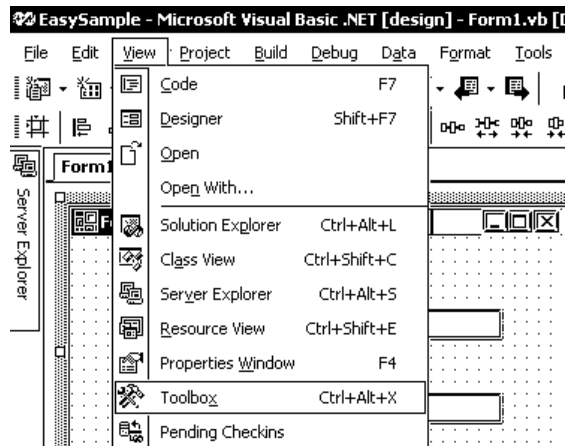 EasySample - Microsoft Visual Basic .NET [design] - Form1.vb [
File Edit View Project Build Debug Data Format Tools
Code F7
Designer Shift+F7
Open
Open With...
Form1
Server Explorer
Solution Explorer Ctrl+Alt+L
Class View Ctrl+Shift+C
Server Explorer Ctrl+Alt+S
Resource View Ctrl+Shift+E
Properties Window F4
Toolbox Ctrl+Alt+X
Pending Checkins